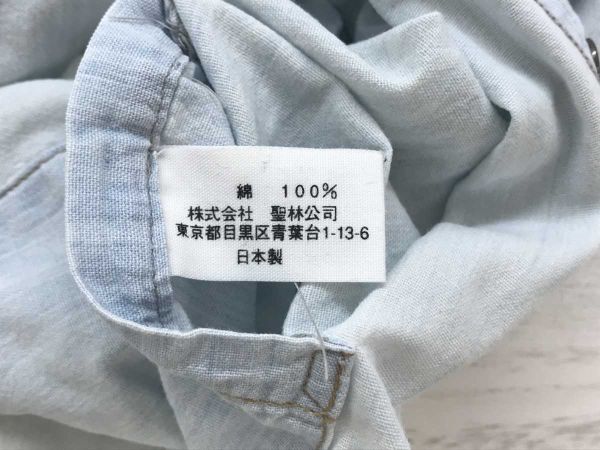 綿 100%
株式会社 聖林公司
東京都目黒区青葉台1-13-6
日本製